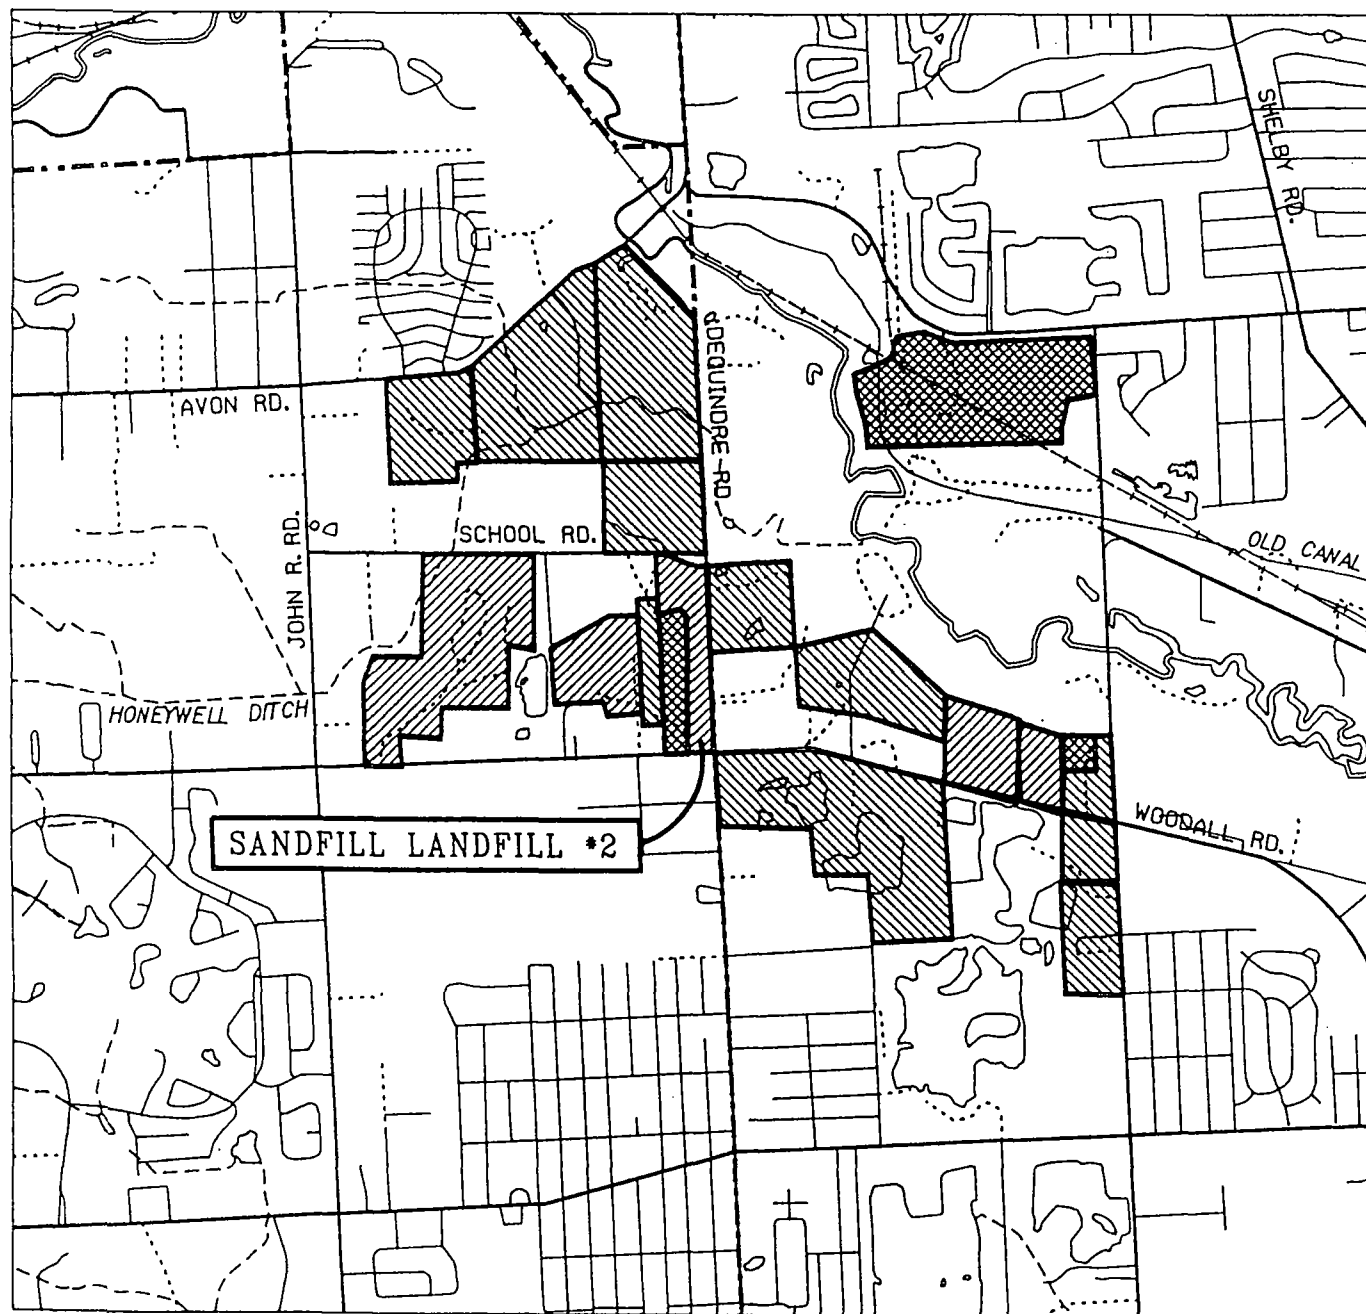 SHELBY RD.
AVON RD.
DEQUINDRE RD
JOHN R. RD.
SCHOOL RD.
OLD CANAL
HONEYWELL DITCH
WOODALL RD.
SANDFILL LANDFILL #2